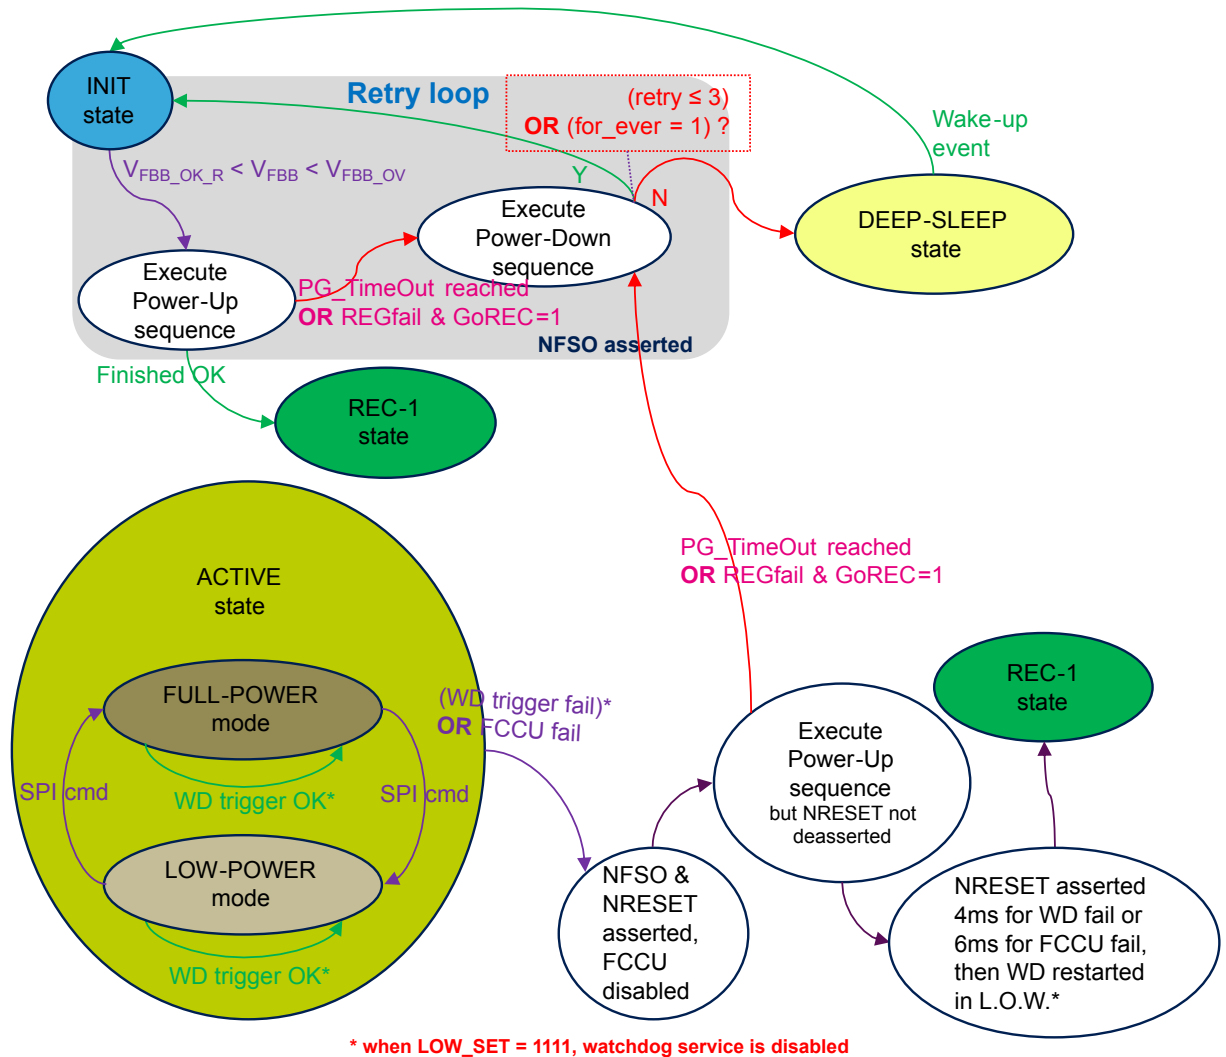 INIT
state
Retry loop
(retry ≤ 3)
OR (for_ever = 1) ?
Wake-up
event
V_FBB_OK_R < V_FBB < V_FBB_OV
Y
N
Execute
Power-Down
sequence
DEEP-SLEEP
state
Execute
Power-Up
sequence
PG_TimeOut reached
OR REGfail & GoREC=1
NFSO asserted
Finished OK
REC-1
state
PG_TimeOut reached
OR REGfail & GoREC=1
ACTIVE
state
FULL-POWER
mode
(WD trigger fail)*
OR FCCU fail
REC-1
state
Execute
Power-Up
sequence
but NRESET not
deasserted
SPI cmd
WD trigger OK*
SPI cmd
LOW-POWER
mode
WD trigger OK*
NFSO &
NRESET
asserted,
FCCU
disabled
NRESET asserted
4ms for WD fail or
6ms for FCCU fail,
then WD restarted
in L.O.W.*
* when LOW_SET = 1111, watchdog service is disabled